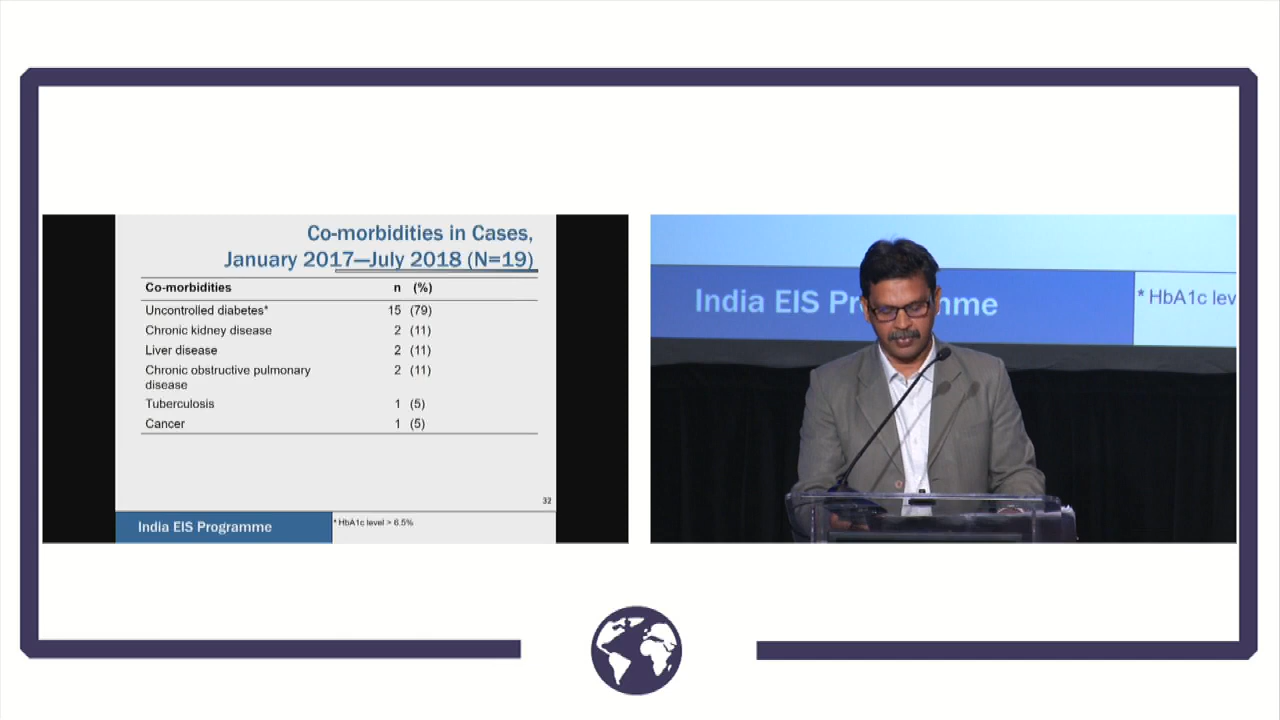 Co-morbidities in Cases,
January 2017—July 2018 (N=19)
Co-morbidities n (%)
Uncontrolled diabetes* 15 (79)
Chronic kidney disease 2 (11)
Liver disease 2 (11)
Chronic obstructive pulmonary
disease 2 (11)
Tuberculosis 1 (5)
Cancer 1 (5)
32
India EIS Programme
* HbA1c level > 6.5%
India EIS Pr mme
* HbA1c lev